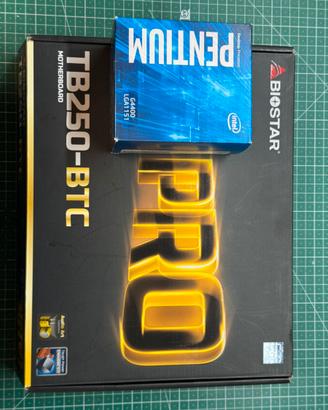 BIOSTAR
PENTIUM
intel
G4400
LGA1151
TB250-BTC
MOTHERBOARD
PRO